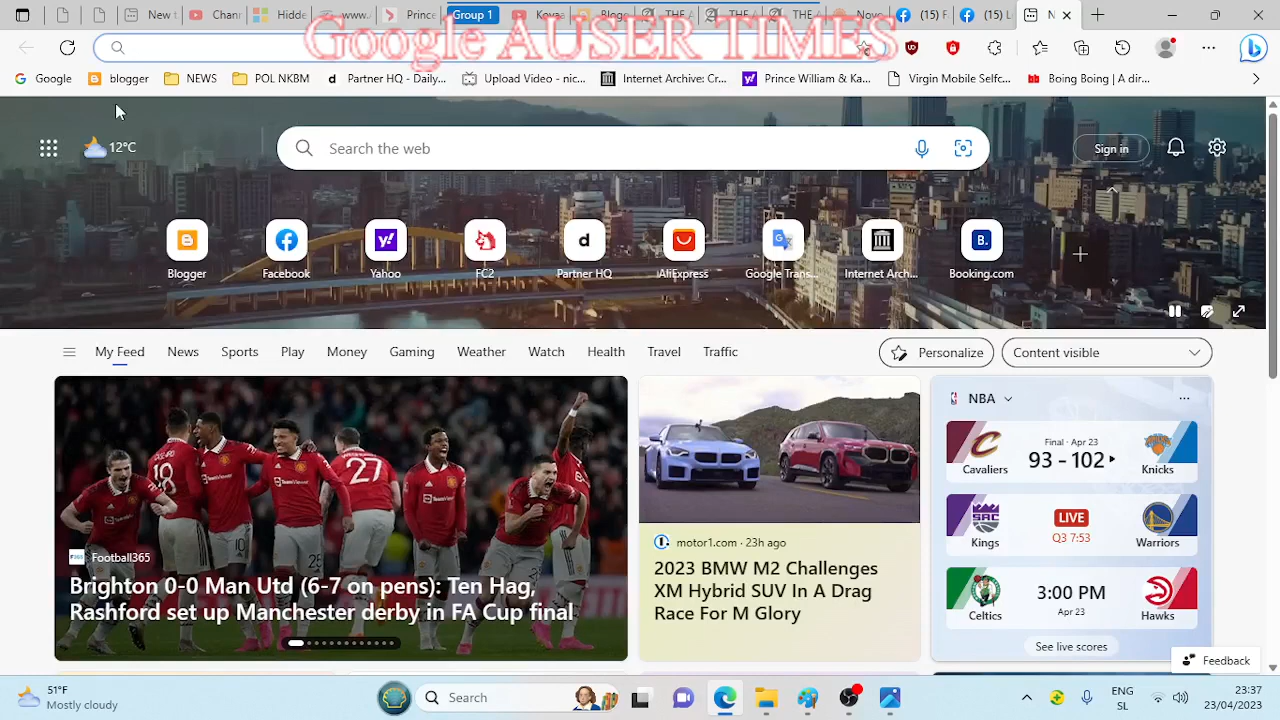 New t
Chan
www.
Prince
Group 1
Kova
Blog
Nov
(15) F
(15) L
N
Google AUSER TIMES
Google
blogger
NEWS
POL NKBM
Partner HQ - Daily...
Upload Video - nic...
Internet Archive: Cr...
Prince William & Ka...
Virgin Mobile Selfc...
Boing Boing | A dir...
12°C
Search the web
Sign in
Blogger
Facebook
Yahoo
FC2
Partner HQ
AliExpress
Google Trans...
Internet Arch...
Booking.com
My Feed
News
Sports
Play
Money
Gaming
Weather
Watch
Health
Travel
Traffic
Personalize
Content visible
Football365
Brighton 0-0 Man Utd (6-7 on pens): Ten Hag,
Rashford set up Manchester derby in FA Cup final
motor1.com · 23h ago
2023 BMW M2 Challenges
XM Hybrid SUV In A Drag
Race For M Glory
NBA
Final · Apr 23
Cavaliers
93 - 102
Knicks
Kings
LIVE
Q3 7:53
Warriors
Celtics
3:00 PM
Apr 23
Hawks
See live scores
Feedback
51°F
Mostly cloudy
Search
ENG
SL
23:37
23/04/2023